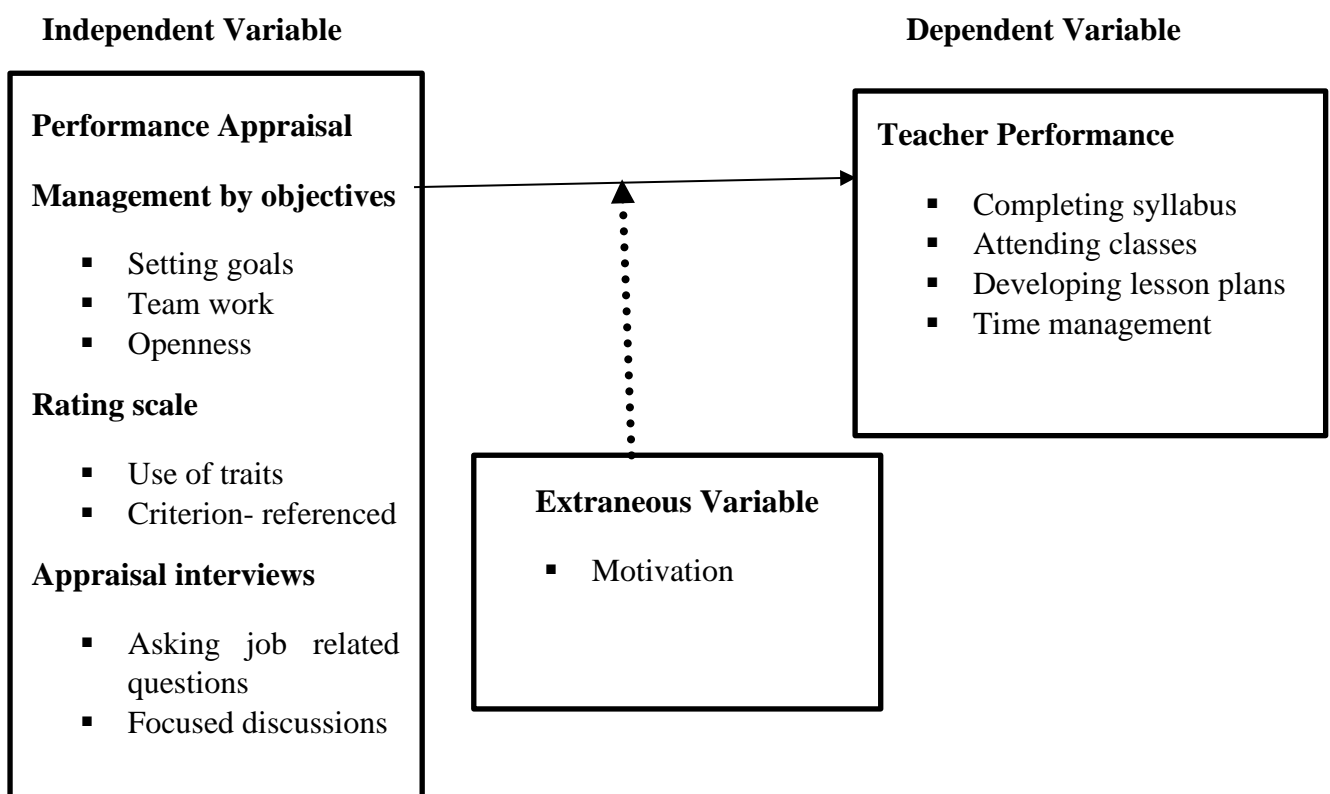 Independent Variable
Dependent Variable
Performance Appraisal
Management by objectives
▪ Setting goals
▪ Team work
▪ Openness
Rating scale
▪ Use of traits
▪ Criterion- referenced
Appraisal interviews
▪ Asking job related
questions
▪ Focused discussions
Teacher Performance
▪ Completing syllabus
▪ Attending classes
▪ Developing lesson plans
▪ Time management
Extraneous Variable
▪ Motivation